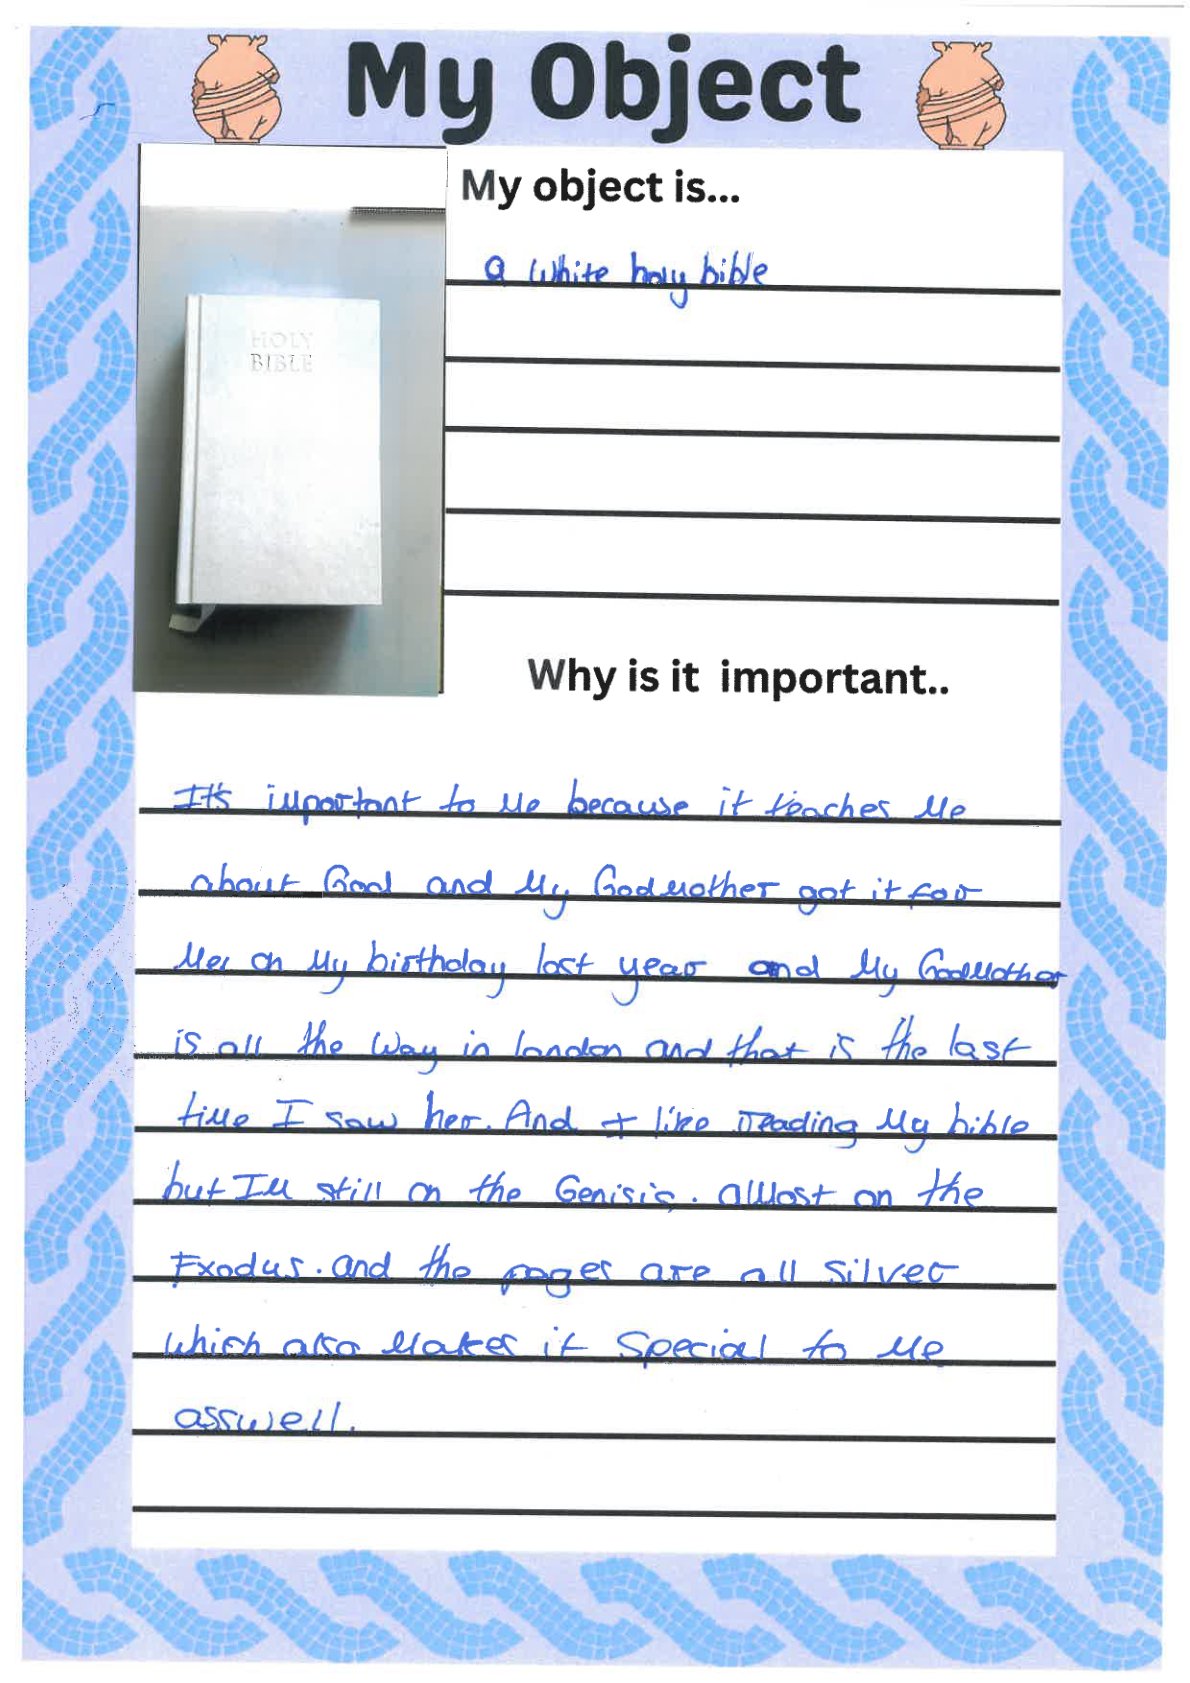 My Object
My object is...
a white holy bible
HOLY
BIBLE
Why is it important..
It's important to me because it teaches me
about God and My Godmother got it for
Me, on My birthday last year and My Godmother
is all the way in london and that is the last
time I saw her. And I like reading My bible
but I'm still on the Genisis. almost on the
Exodus. and the pages are all silver
which also makes it special to me
asswell.